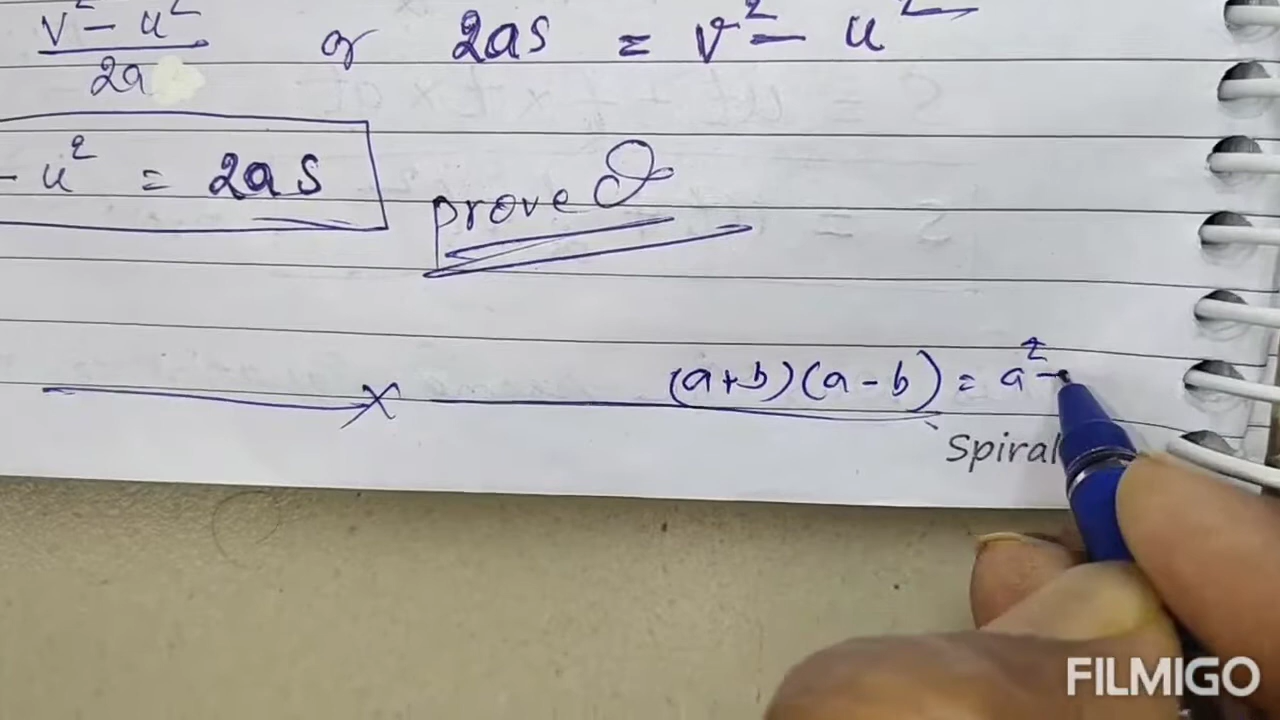 v² - u² / 2a or 2as = v² - u²
- u² = 2as proved
(a+b)(a-b) = a² -
Spiral
FILMIGO